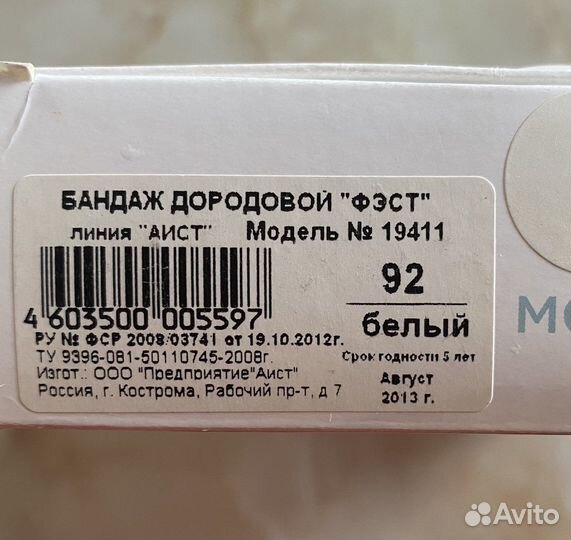 БАНДАЖ ДОРОДОВОЙ "ФЭСТ"
линия "АИСТ" Модель № 19411
92
белый
4 603500 005597
РУ № ФСР 2008/03741 от 19.10.2012г.
ТУ 9396-081-50110745-2008г.
Изгот.: ООО "Предприятие"Аист"
Россия, г. Кострома, Рабочий пр-т, д 7
Срок годности 5 лет
Август
2013 г.
Avito